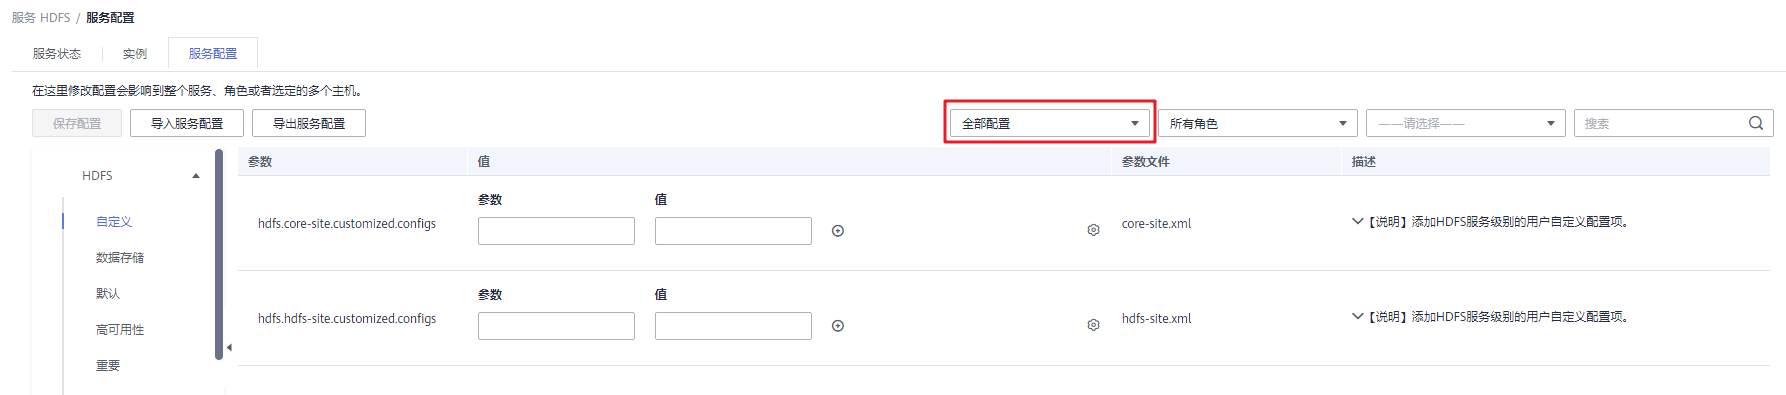 服务 HDFS / 服务配置
服务状态 实例 服务配置
在这里修改配置会影响到整个服务、角色或者选定的多个主机。
保存配置 导入服务配置 导出服务配置 全部配置 所有角色 ——请选择—— 搜索
HDFS
自定义
数据存储
默认
高可用性
重要
参数 值 参数文件 描述
参数 值
hdfs.core-site.customized.configs core-site.xml 【说明】添加HDFS服务级别的用户自定义配置项。
参数 值
hdfs.hdfs-site.customized.configs hdfs-site.xml 【说明】添加HDFS服务级别的用户自定义配置项。